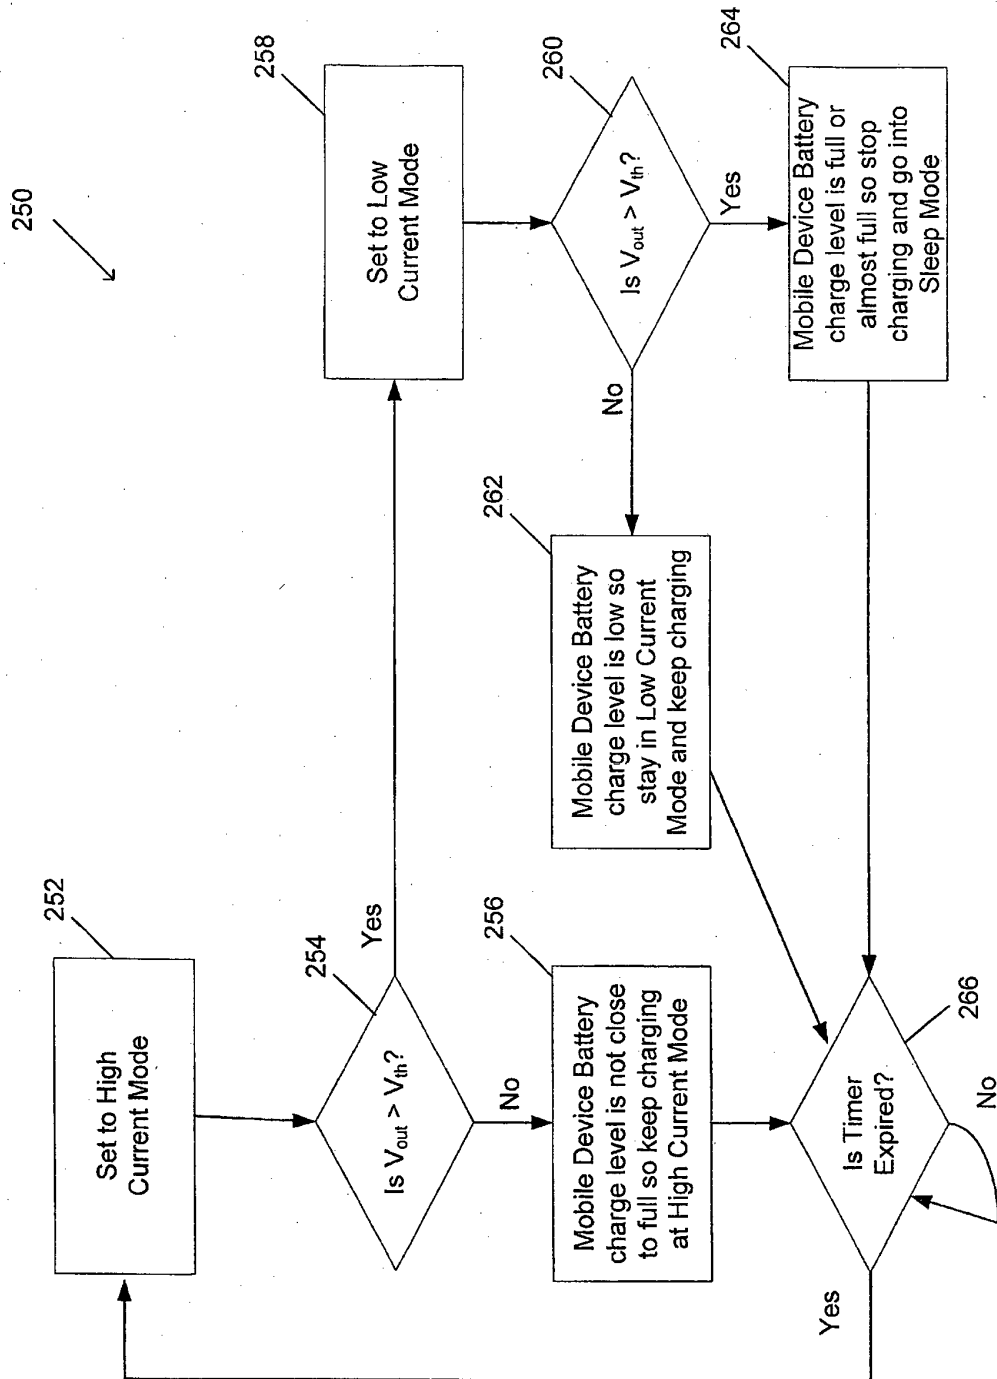 250
252
Set to High
Current Mode
254
Is Vout > Vth?
Yes
No
256
Mobile Device Battery
charge level is not close
to full so keep charging
at High Current Mode
258
Set to Low
Current Mode
260
Is Vout > Vth?
No
Yes
262
Mobile Device Battery
charge level is low so
stay in Low Current
Mode and keep charging
264
Mobile Device Battery
charge level is full or
almost full so stop
charging and go into
Sleep Mode
266
Is Timer
Expired?
Yes
No